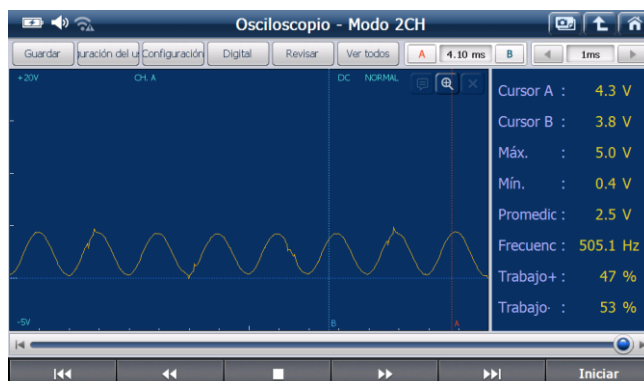 Osciloscopio - Modo 2CH
Guardar juración del u Configuración Digital Revisar Ver todos A 4.10 ms B 1ms
+20V CH. A DC NORMAL
Cursor A : 4.3 V
Cursor B : 3.8 V
Máx. : 5.0 V
Mín. : 0.4 V
Promedic : 2.5 V
Frecuenc : 505.1 Hz
Trabajo+ : 47 %
Trabajo- : 53 %
-5V B A
Iniciar